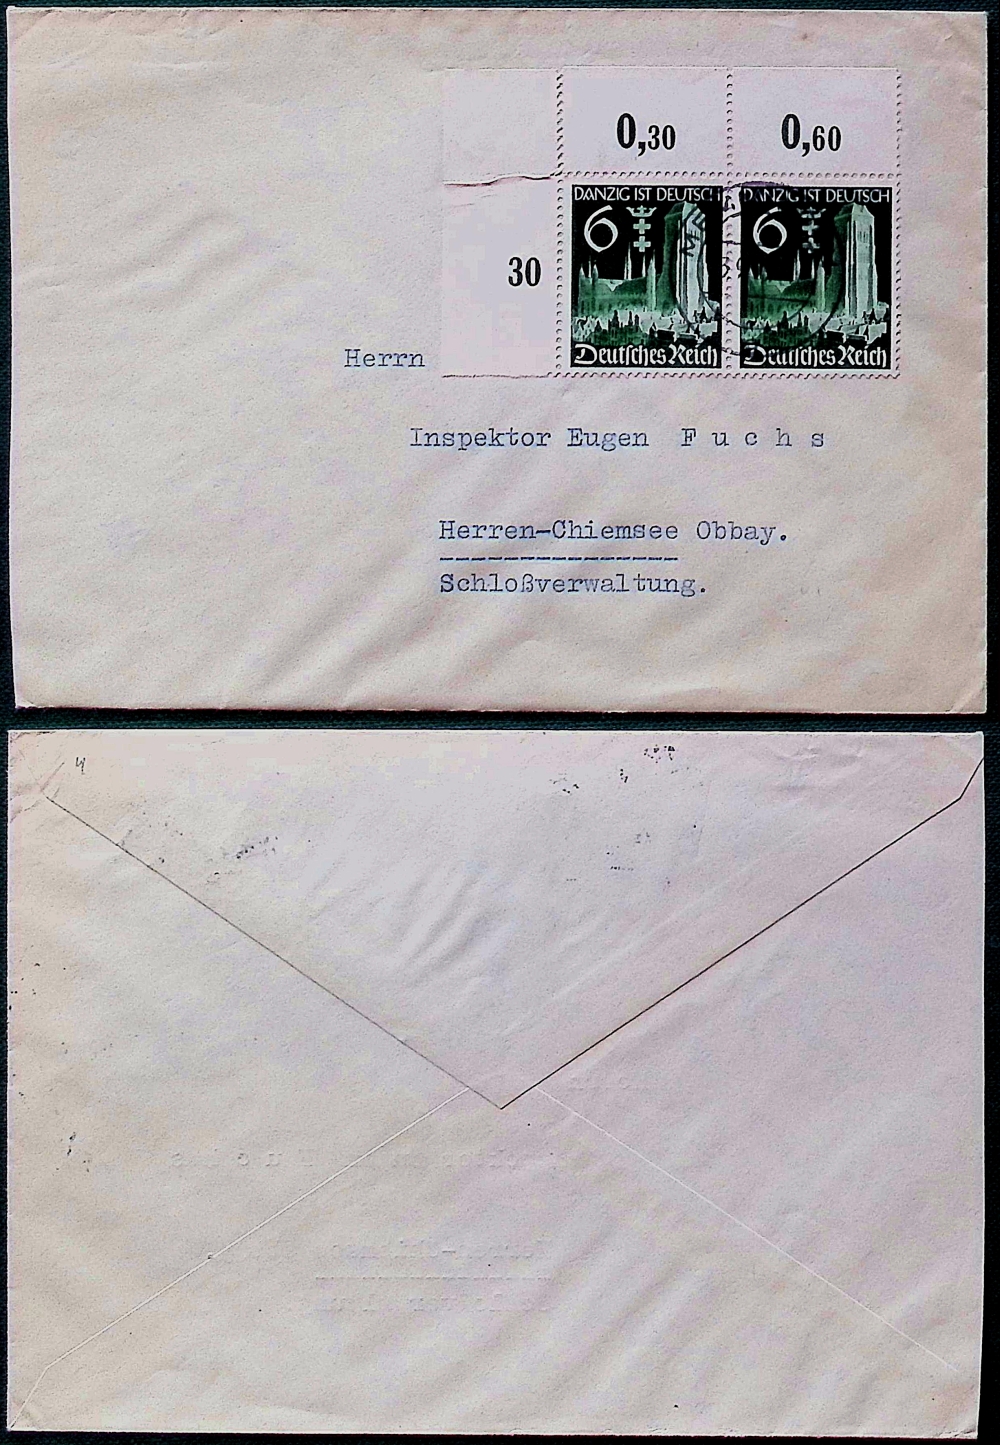 0,30 0,60
DANZIG IST DEUTSCH DANZIG IST DEUTSCH
6 6
30
Deutsches Reich Deutsches Reich
Herrn
Inspektor Eugen F u c h s
Herren-Chiemsee Obbay.
Schloßverwaltung.